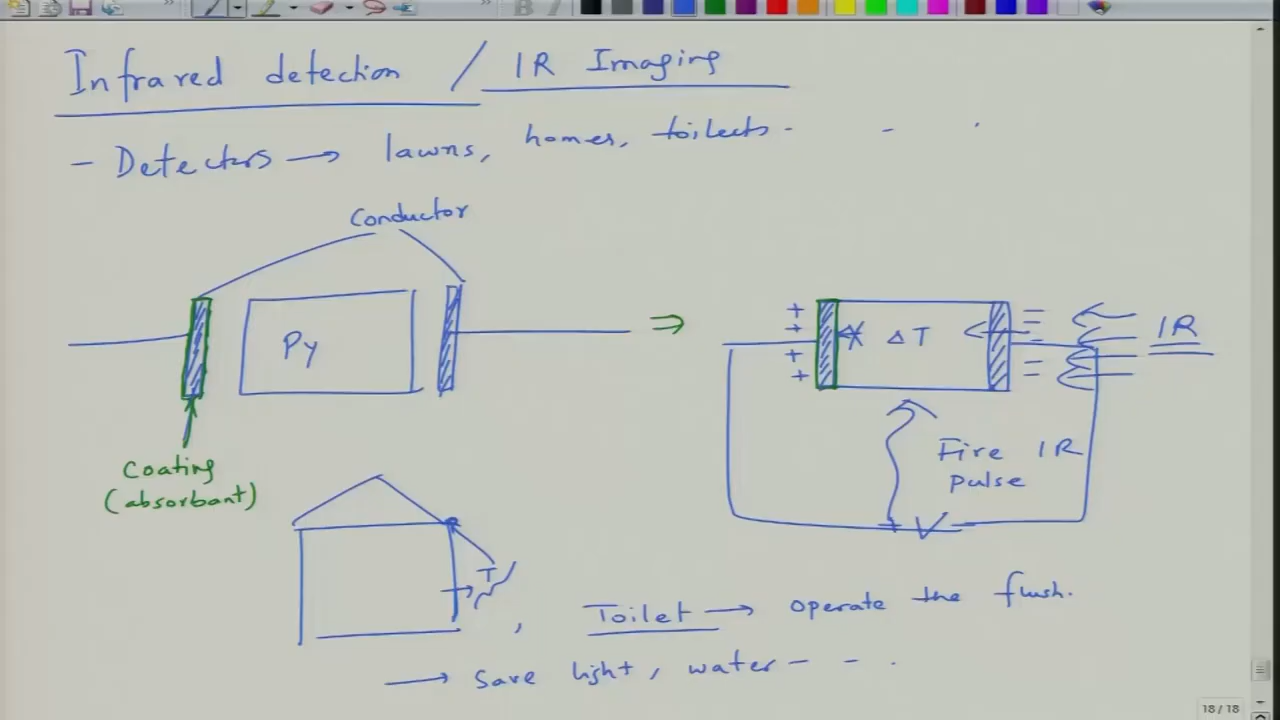 Infrared detection / IR Imaging
- Detectors → lawns, homes, toilects - - .
Conductor
Py
⇒
+ + + +
ΔT
IR
Coating
(absorbant)
Fire IR
pulse
+ V -
, Toilet → operate the flush.
→ Save light, water - - .
18 / 18